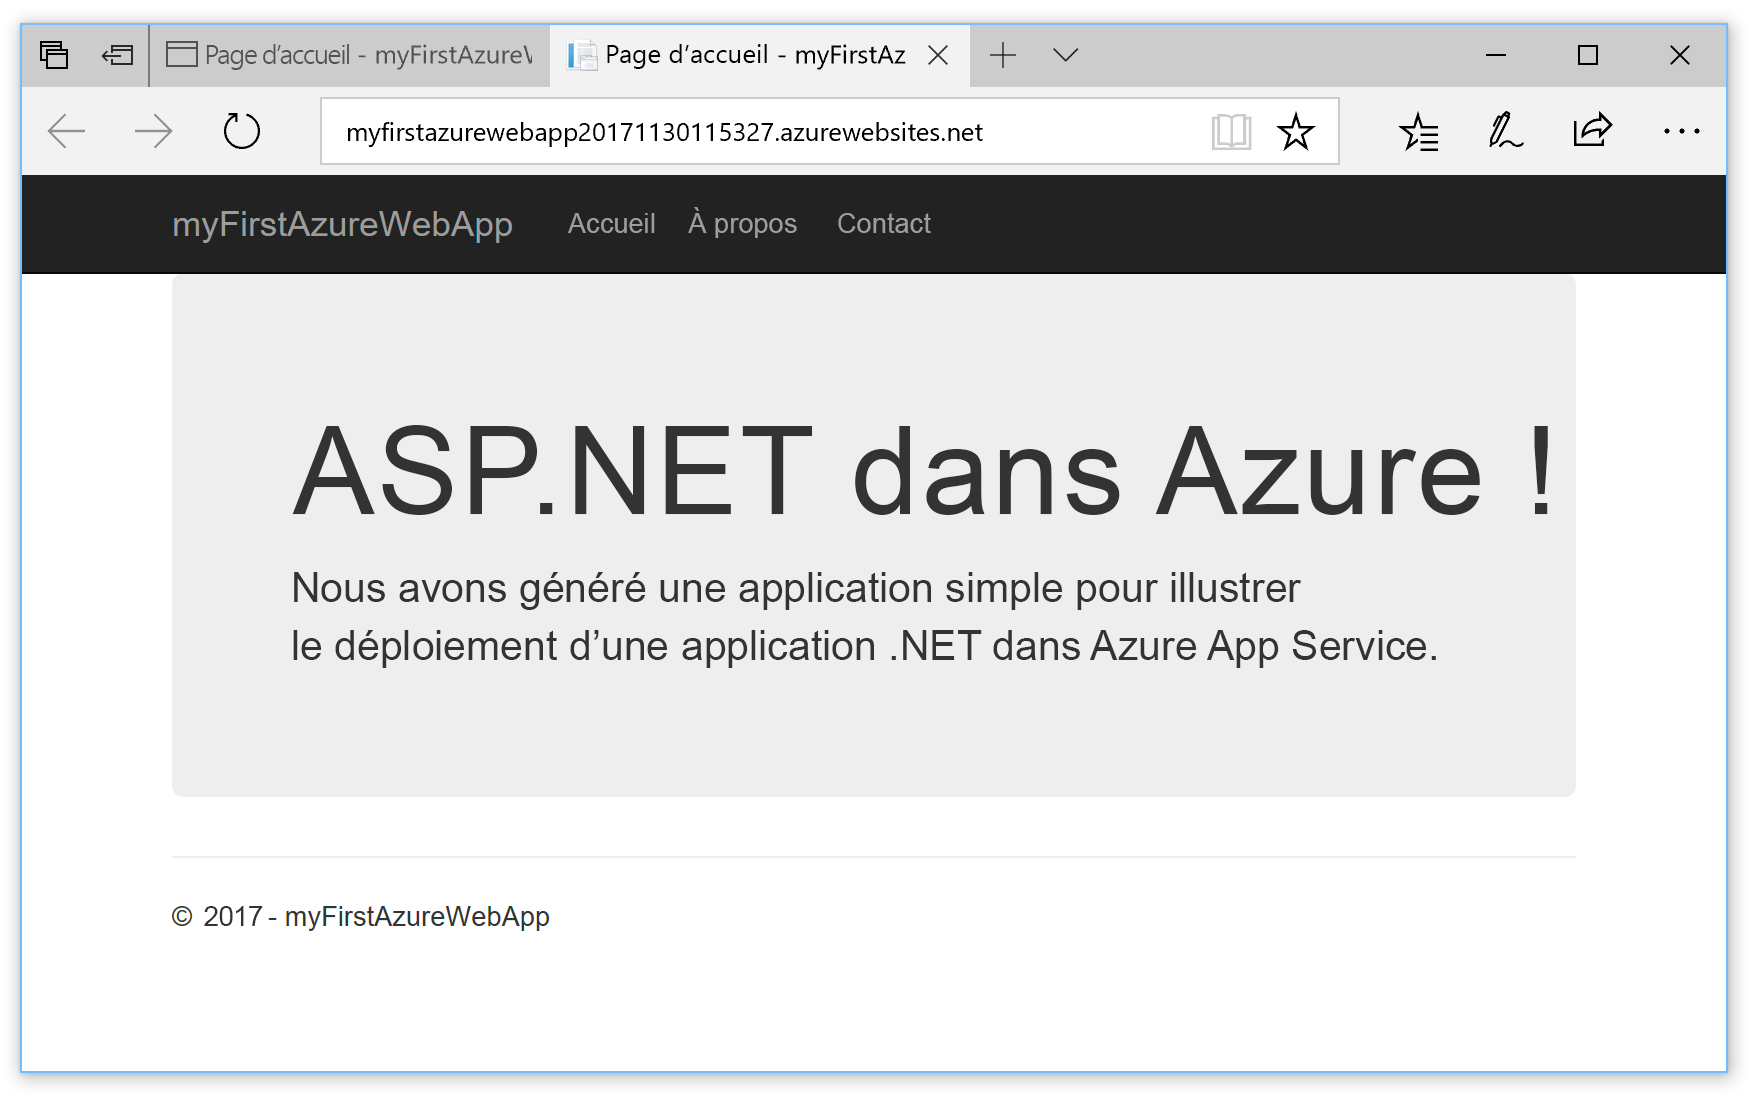 Page d’accueil - myFirstAzure
Page d’accueil - myFirstAz
myfirstazurewebapp20171130115327.azurewebsites.net
myFirstAzureWebApp Accueil À propos Contact
ASP.NET dans Azure !
Nous avons généré une application simple pour illustrer
le déploiement d’une application .NET dans Azure App Service.
© 2017 - myFirstAzureWebApp